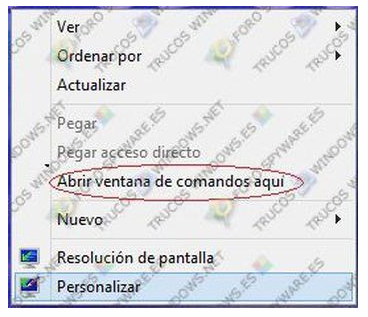 Ver
Ordenar por
Actualizar
Pegar
Pegar acceso directo
Abrir ventana de comandos aquí
Nuevo
Resolución de pantalla
Personalizar